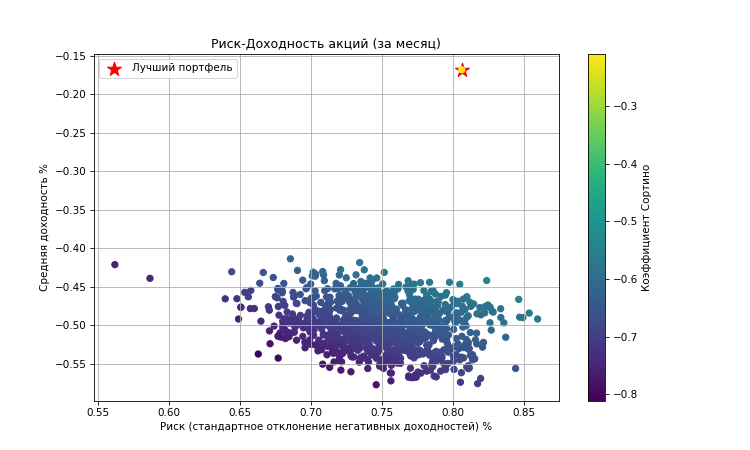 Риск-Доходность акций (за месяц)
Лучший портфель
Средняя доходность %
−0.15
−0.20
−0.25
−0.30
−0.35
−0.40
−0.45
−0.50
−0.55
0.55 0.60 0.65 0.70 0.75 0.80 0.85
Риск (стандартное отклонение негативных доходностей) %
−0.3
−0.4
−0.5
−0.6
−0.7
−0.8
Коэффициент Сортино